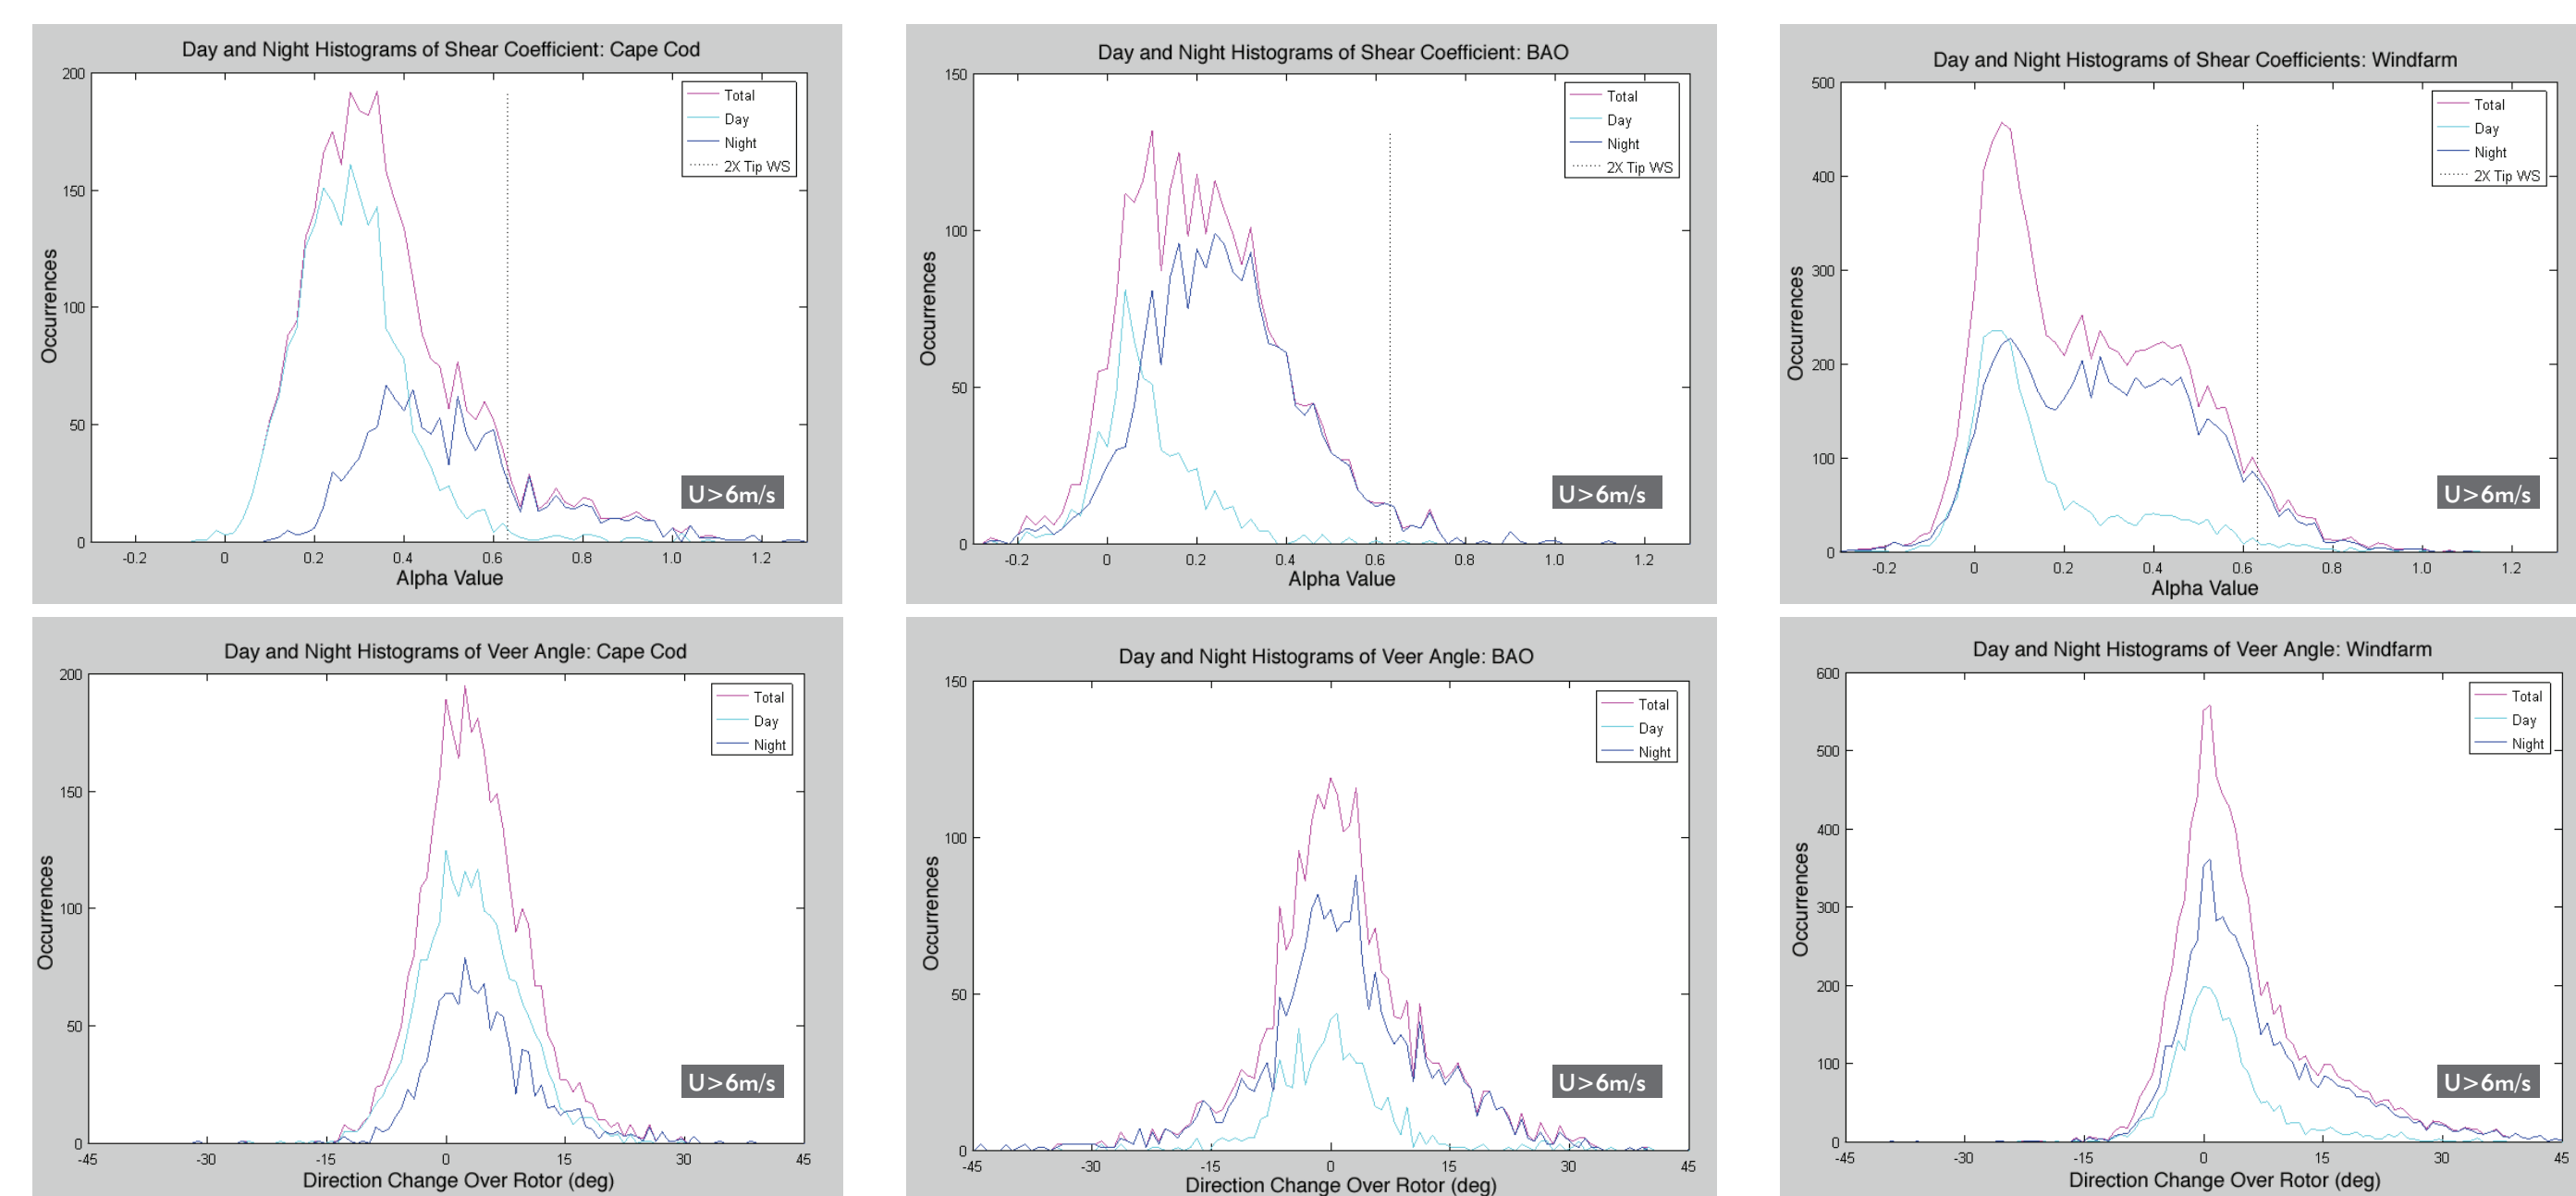 Day and Night Histograms of Shear Coefficient: Cape Cod
200
150
100
50
0
Occurrences
Total
Day
Night
2X Tip WS
U>6m/s
-0.2 0 0.2 0.4 0.6 0.8 1.0 1.2
Alpha Value
Day and Night Histograms of Shear Coefficient: BAO
150
100
50
0
Occurrences
Total
Day
Night
2X Tip WS
U>6m/s
-0.2 0 0.2 0.4 0.6 0.8 1.0 1.2
Alpha Value
Day and Night Histograms of Shear Coefficients: Windfarm
500
400
300
200
100
0
Occurrences
Total
Day
Night
2X Tip WS
U>6m/s
-0.2 0 0.2 0.4 0.6 0.8 1.0 1.2
Alpha Value
Day and Night Histograms of Veer Angle: Cape Cod
200
150
100
50
0
Occurrences
Total
Day
Night
U>6m/s
-45 -30 -15 0 15 30 45
Direction Change Over Rotor (deg)
Day and Night Histograms of Veer Angle: BAO
150
100
50
0
Occurrences
Total
Day
Night
U>6m/s
-45 -30 -15 0 15 30 45
Direction Change Over Rotor (deg)
Day and Night Histograms of Veer Angle: Windfarm
600
500
400
300
200
100
0
Occurrences
Total
Day
Night
U>6m/s
-45 -30 -15 0 15 30 45
Direction Change Over Rotor (deg)